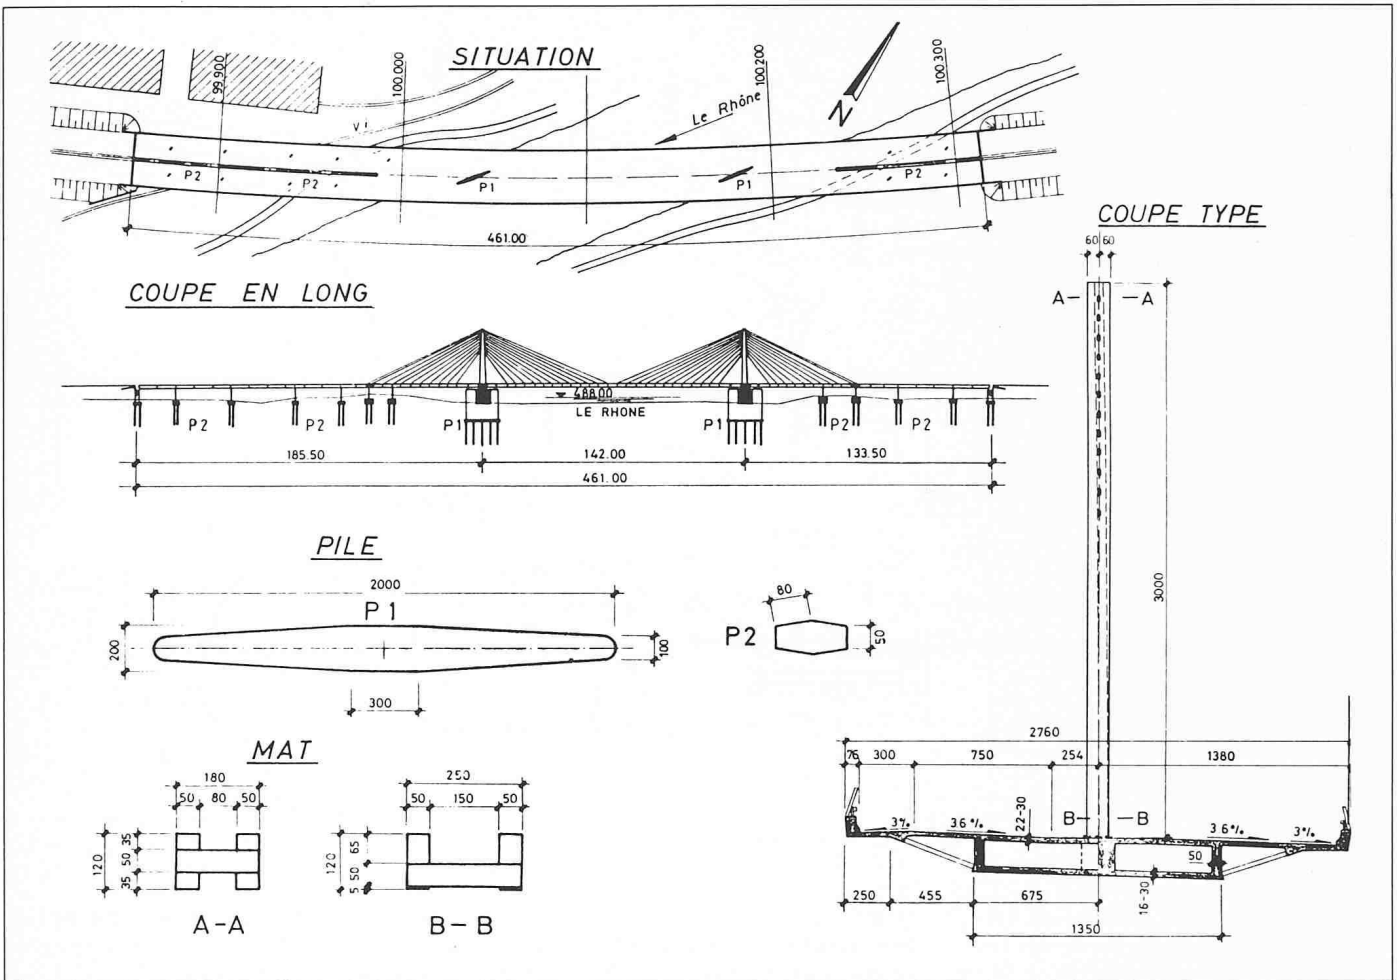 SITUATION
99.900
100.000
100.200
100.300
Le Rhône
N
Vi
P2
P2
P1
P1
P2
461.00
COUPE TYPE
60 60
A- -A
COUPE EN LONG
488.00
LE RHONE
P2
P2
P1
P1
P2
P2
185.50
142.00
133.50
461.00
3000
PILE
2000
P1
200
100
300
80
P2
50
MAT
180
50 80 50
120
35
50
35
A-A
250
50 150 50
120
65
50
5
B-B
2760
76 300 750 254 1380
B- -B
22-30
3% 3.6% 3.6% 3%
50
250 455 675
16-30
1350